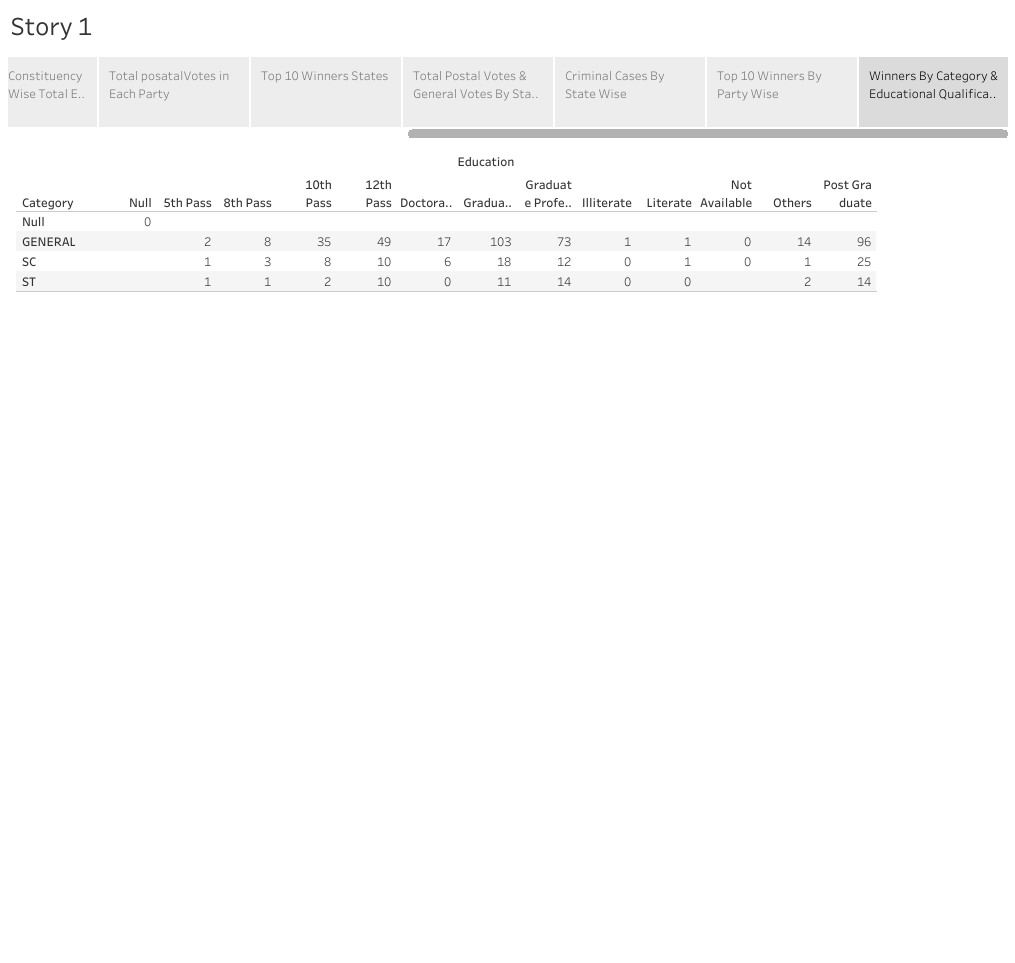 Story 1
Constituency Wise Total E..
Total posatalVotes in Each Party
Top 10 Winners States
Total Postal Votes & General Votes By Sta..
Criminal Cases By State Wise
Top 10 Winners By Party Wise
Winners By Category & Educational Qualifica..
Education
Category Null 5th Pass 8th Pass 10th Pass 12th Pass Doctora.. Gradua.. Graduat e Profe.. Illiterate Literate Not Available Others Post Gra duate
Null 0
GENERAL 2 8 35 49 17 103 73 1 1 0 14 96
SC 1 3 8 10 6 18 12 0 1 0 1 25
ST 1 1 2 10 0 11 14 0 0 2 14